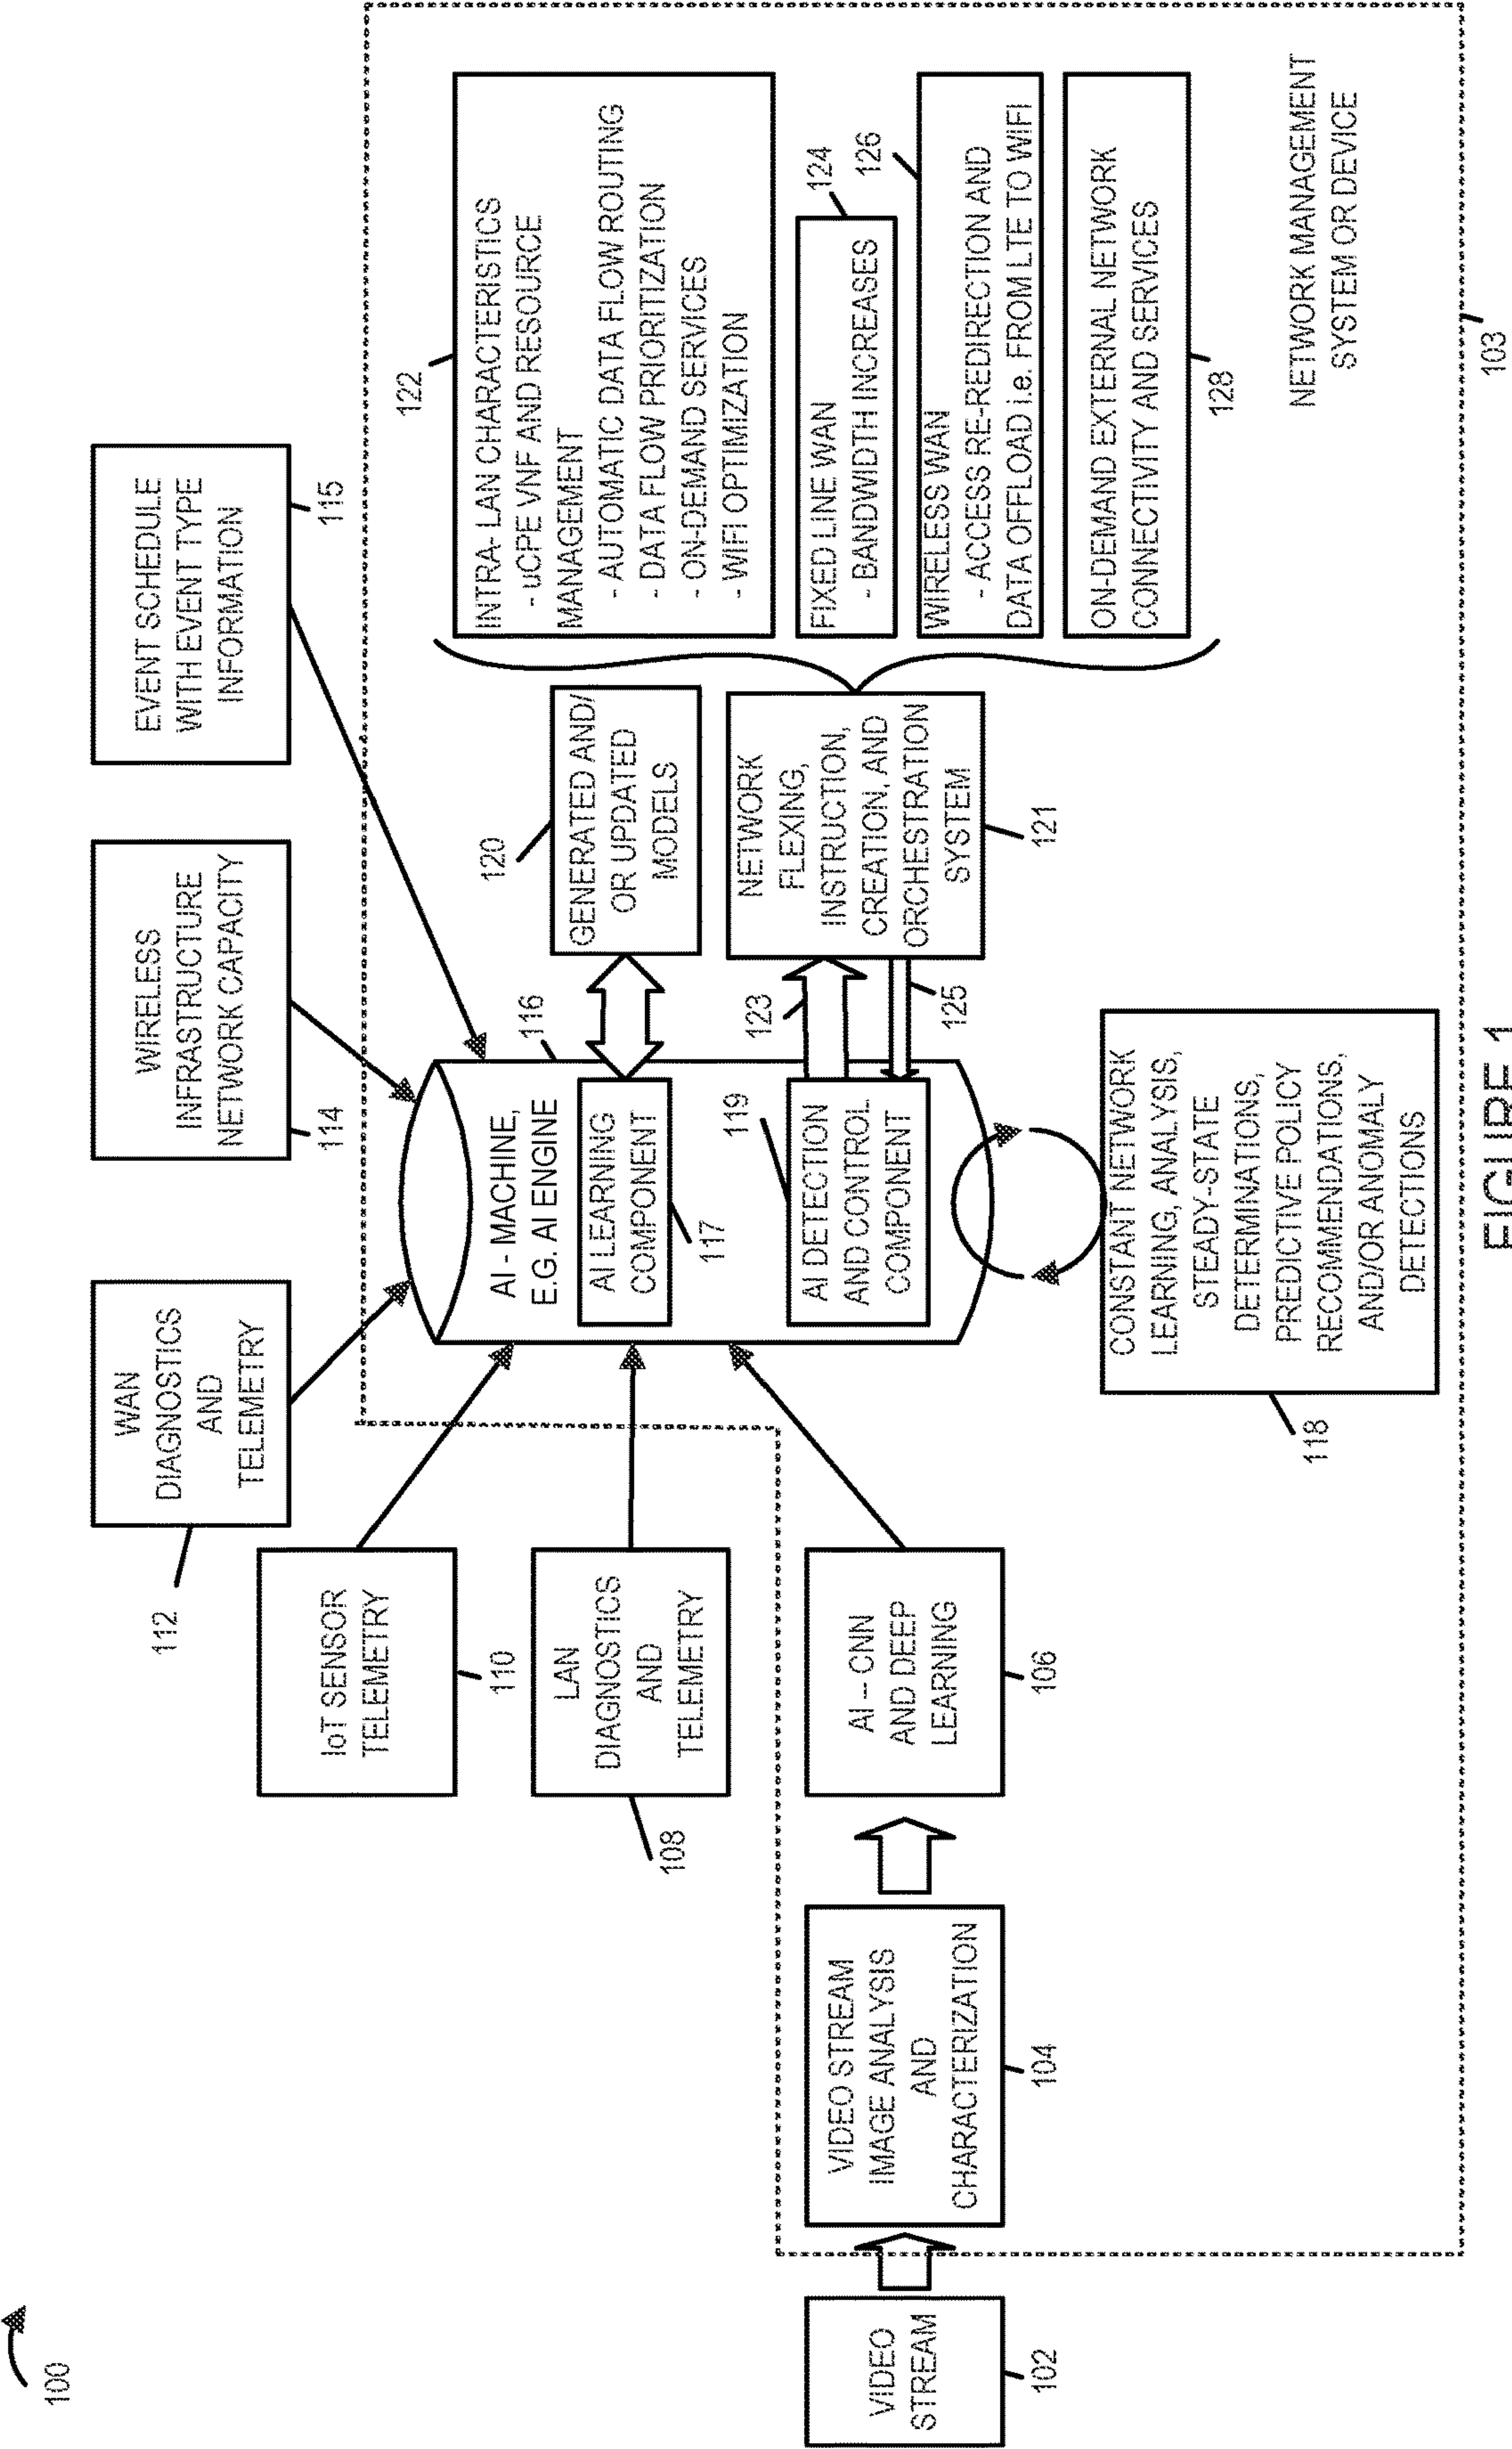 100
VIDEO
STREAM
102
VIDEO STREAM
IMAGE ANALYSIS
AND
CHARACTERIZATION
104
AI – CNN
AND DEEP
LEARNING
106
LAN
DIAGNOSTICS
AND
TELEMETRY
108
IoT SENSOR
TELEMETRY
110
WAN
DIAGNOSTICS
AND
TELEMETRY
112
WIRELESS
INFRASTRUCTURE
NETWORK CAPACITY
114
EVENT SCHEDULE
WITH EVENT TYPE
INFORMATION
115
AI - MACHINE,
E.G. AI ENGINE
116
AI LEARNING
COMPONENT
117
AI DETECTION
AND CONTROL
COMPONENT
119
CONSTANT NETWORK
LEARNING, ANALYSIS,
STEADY-STATE
DETERMINATIONS,
PREDICTIVE POLICY
RECOMMENDATIONS,
AND/OR ANOMALY
DETECTIONS
118
GENERATED AND/
OR UPDATED
MODELS
120
123
125
NETWORK
FLEXING,
INSTRUCTION,
CREATION, AND
ORCHESTRATION
SYSTEM
121
INTRA- LAN CHARACTERISTICS
- uCPE VNF AND RESOURCE
MANAGEMENT
- AUTOMATIC DATA FLOW ROUTING
- DATA FLOW PRIORITIZATION
- ON-DEMAND SERVICES
- WIFI OPTIMIZATION
122
FIXED LINE WAN
- BANDWIDTH INCREASES
124
WIRELESS WAN
- ACCESS RE-REDIRECTION AND
DATA OFFLOAD i.e. FROM LTE TO WIFI
126
ON-DEMAND EXTERNAL NETWORK
CONNECTIVITY AND SERVICES
128
NETWORK MANAGEMENT
SYSTEM OR DEVICE
103
FIGURE 1